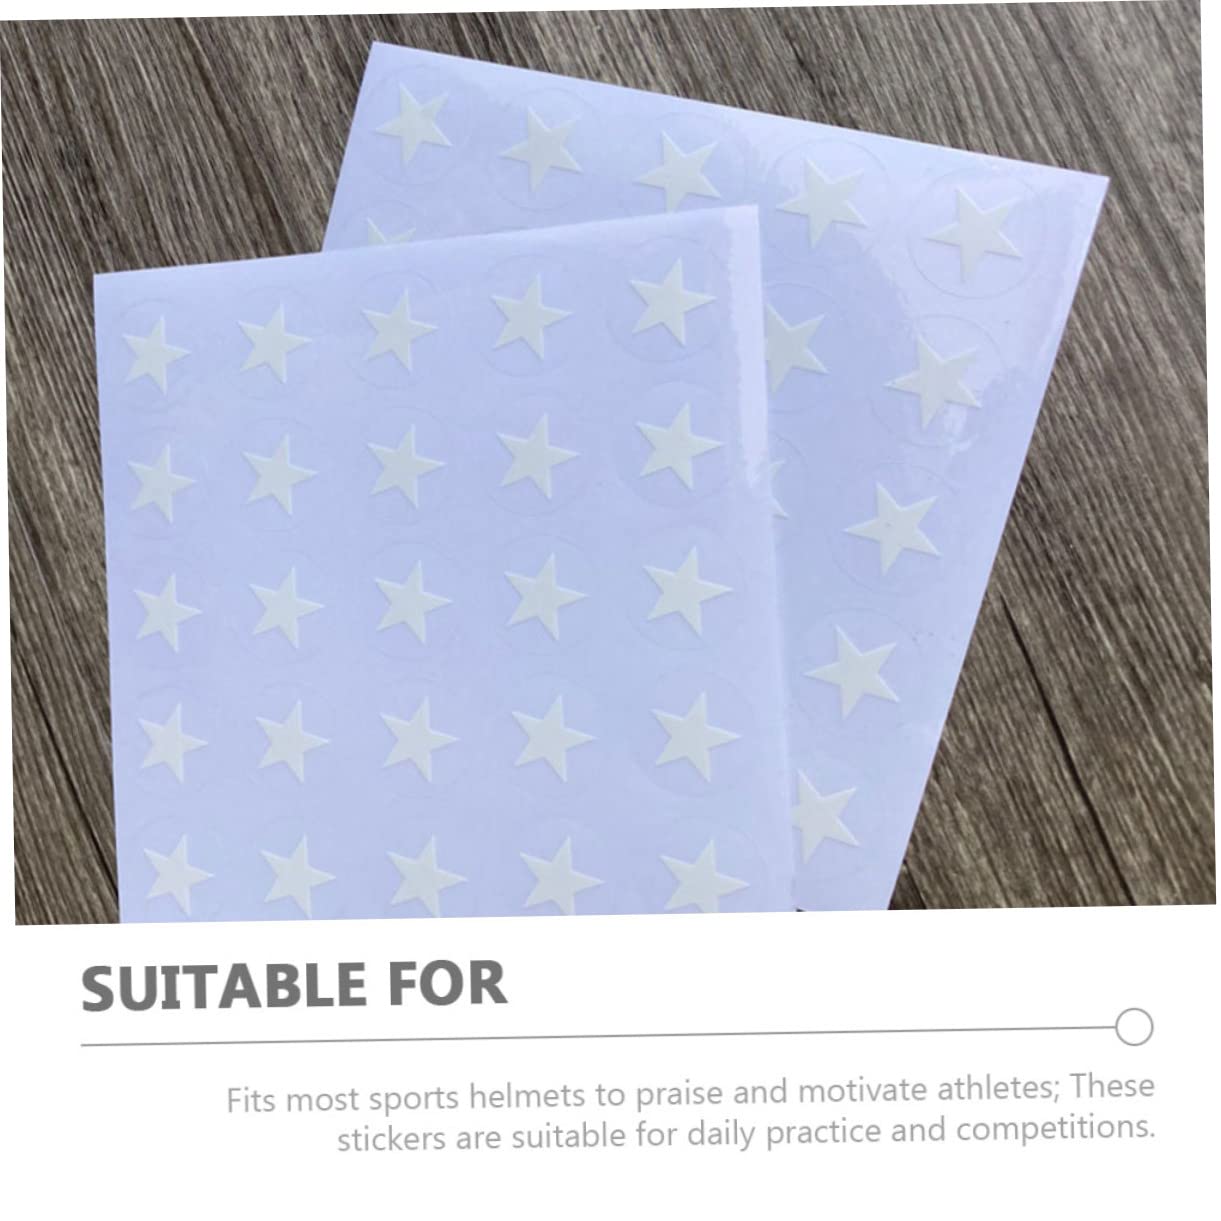 SUITABLE FOR
Fits most sports helmets to praise and motivate athletes; These
stickers are suitable for daily practice and competitions.